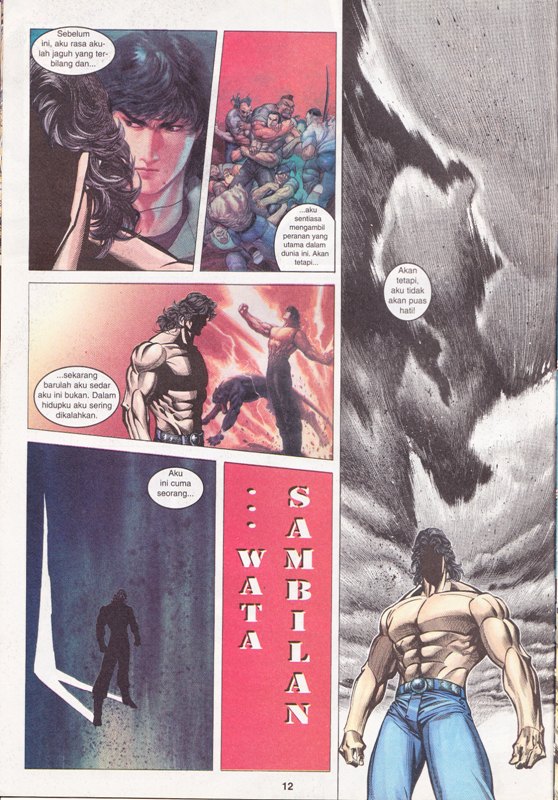 Sebelum
ini, aku rasa aku-
lah jaguh yang ter-
bilang dan...
...aku
sentiasa
mengambil
peranan yang
utama dalam
dunia ini. Akan
tetapi...
...sekarang
barulah aku sedar
aku ini bukan. Dalam
hidupku aku sering
dikalahkan.
Aku
ini cuma
seorang...
...WATA
SAMBILAN
Akan
tetapi,
aku tidak
akan puas
hati!
12